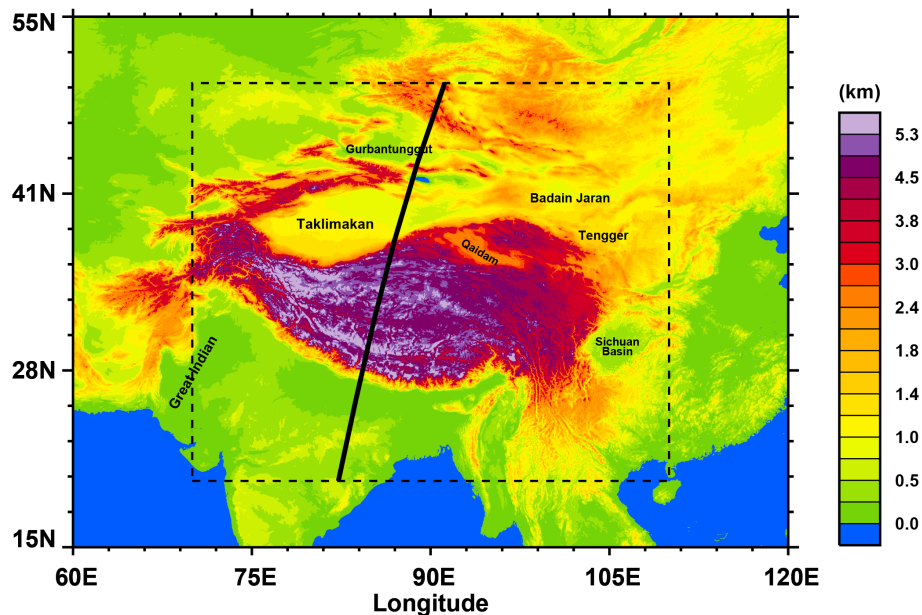 55N
41N
28N
15N
60E
75E
90E
105E
120E
Longitude
Gurbantunggut
Taklimakan
Badain Jaran
Tengger
Qaidam
Great Indian
Sichuan
Basin
(km)
5.3
4.5
3.8
3.0
2.4
1.8
1.4
1.0
0.5
0.0